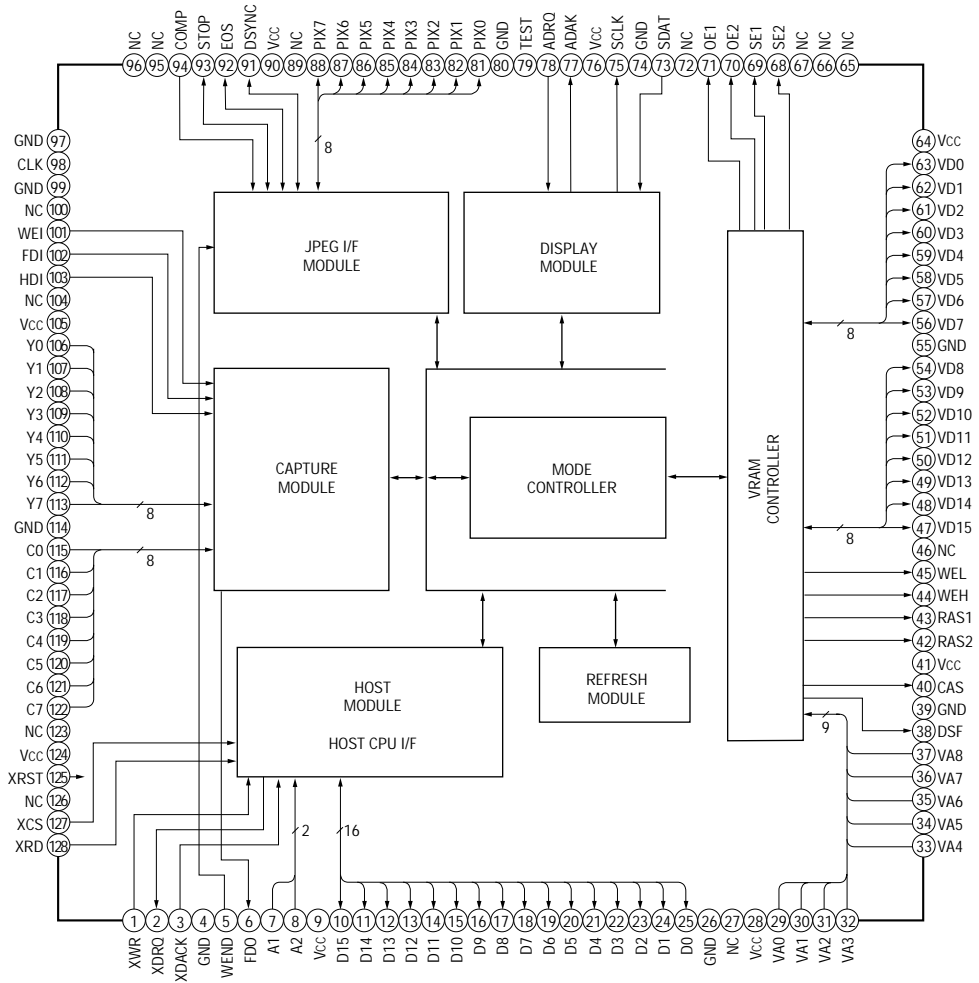 NC NC COMP STOP EOS DSYNC VCC NC PIX7 PIX6 PIX5 PIX4 PIX3 PIX2 PIX1 PIX0 GND TEST ADRQ ADAK VCC SCLK GND SDAT NC OE1 OE2 SE1 SE2 NC NC NC
96 95 94 93 92 91 90 89 88 87 86 85 84 83 82 81 80 79 78 77 76 75 74 73 72 71 70 69 68 67 66 65
GND 97
CLK 98
GND 99
NC 100
WEI 101
FDI 102
HDI 103
NC 104
VCC 105
Y0 106
Y1 107
Y2 108
Y3 109
Y4 110
Y5 111
Y6 112
Y7 113
GND 114
C0 115
C1 116
C2 117
C3 118
C4 119
C5 120
C6 121
C7 122
NC 123
VCC 124
XRST 125
NC 126
XCS 127
XRD 128
8
JPEG I/F
MODULE
DISPLAY
MODULE
CAPTURE
MODULE
MODE
CONTROLLER
VRAM
CONTROLLER
8
8
HOST
MODULE
HOST CPU I/F
REFRESH
MODULE
2
16
8
8
9
64 VCC
63 VD0
62 VD1
61 VD2
60 VD3
59 VD4
58 VD5
57 VD6
56 VD7
55 GND
54 VD8
53 VD9
52 VD10
51 VD11
50 VD12
49 VD13
48 VD14
47 VD15
46 NC
45 WEL
44 WEH
43 RAS1
42 RAS2
41 VCC
40 CAS
39 GND
38 DSF
37 VA8
36 VA7
35 VA6
34 VA5
33 VA4
1 2 3 4 5 6 7 8 9 10 11 12 13 14 15 16 17 18 19 20 21 22 23 24 25 26 27 28 29 30 31 32
XWR XDRQ XDACK GND WEND FDO A1 A2 VCC D15 D14 D13 D12 D11 D10 D9 D8 D7 D6 D5 D4 D3 D2 D1 D0 GND NC VCC VA0 VA1 VA2 VA3